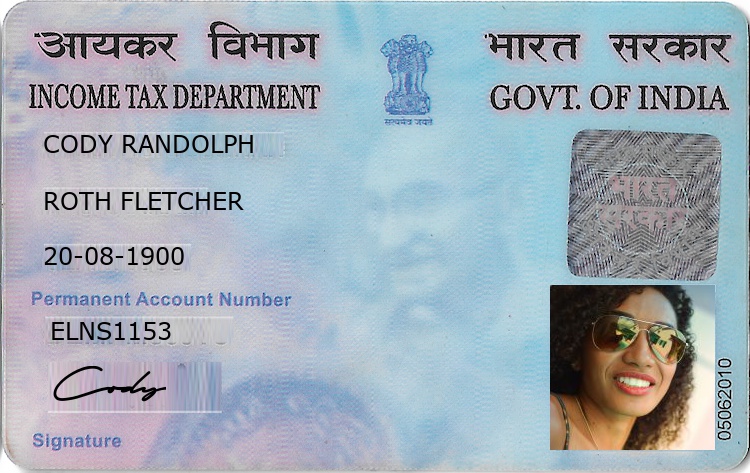 आयकर विभाग
भारत सरकार
INCOME TAX DEPARTMENT
GOVT. OF INDIA
सत्यमेव जयते
CODY RANDOLPH
भारत
सरकार
ROTH FLETCHER
20-08-1900
Permanent Account Number
ELNS1153
Cody
Signature
05062010